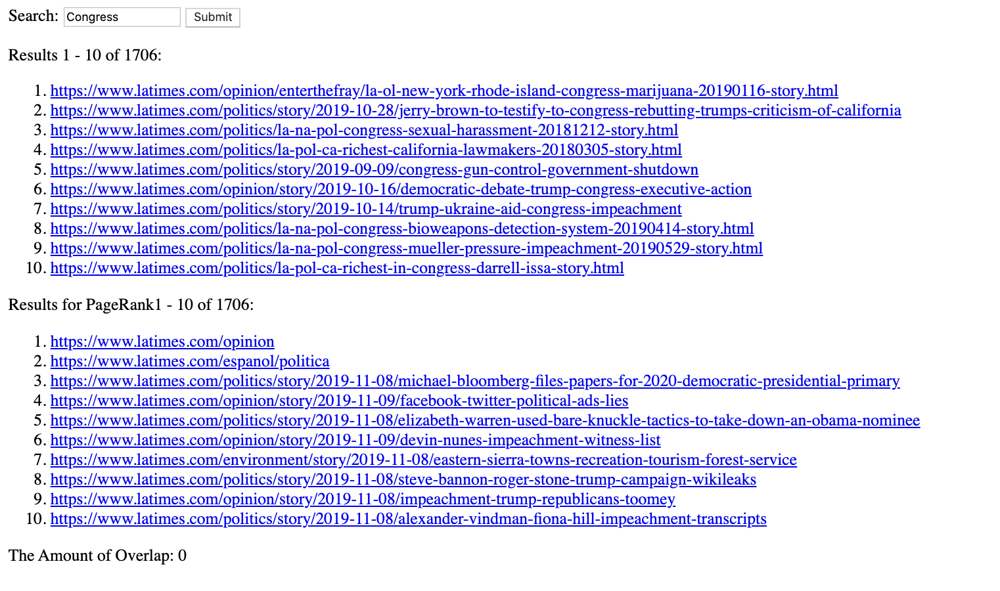 Search: Congress Submit
Results 1 - 10 of 1706:
1. https://www.latimes.com/opinion/enterthefray/la-ol-new-york-rhode-island-congress-marijuana-20190116-story.html
2. https://www.latimes.com/politics/story/2019-10-28/jerry-brown-to-testify-to-congress-rebutting-trumps-criticism-of-california
3. https://www.latimes.com/politics/la-na-pol-congress-sexual-harassment-20181212-story.html
4. https://www.latimes.com/politics/la-pol-ca-richest-california-lawmakers-20180305-story.html
5. https://www.latimes.com/politics/story/2019-09-09/congress-gun-control-government-shutdown
6. https://www.latimes.com/opinion/story/2019-10-16/democratic-debate-trump-congress-executive-action
7. https://www.latimes.com/politics/story/2019-10-14/trump-ukraine-aid-congress-impeachment
8. https://www.latimes.com/politics/la-na-pol-congress-bioweapons-detection-system-20190414-story.html
9. https://www.latimes.com/politics/la-na-pol-congress-mueller-pressure-impeachment-20190529-story.html
10. https://www.latimes.com/politics/la-pol-ca-richest-in-congress-darrell-issa-story.html
Results for PageRank1 - 10 of 1706:
1. https://www.latimes.com/opinion
2. https://www.latimes.com/espanol/politica
3. https://www.latimes.com/politics/story/2019-11-08/michael-bloomberg-files-papers-for-2020-democratic-presidential-primary
4. https://www.latimes.com/opinion/story/2019-11-09/facebook-twitter-political-ads-lies
5. https://www.latimes.com/politics/story/2019-11-08/elizabeth-warren-used-bare-knuckle-tactics-to-take-down-an-obama-nominee
6. https://www.latimes.com/opinion/story/2019-11-09/devin-nunes-impeachment-witness-list
7. https://www.latimes.com/environment/story/2019-11-08/eastern-sierra-towns-recreation-tourism-forest-service
8. https://www.latimes.com/politics/story/2019-11-08/steve-bannon-roger-stone-trump-campaign-wikileaks
9. https://www.latimes.com/opinion/story/2019-11-08/impeachment-trump-republicans-toomey
10. https://www.latimes.com/politics/story/2019-11-08/alexander-vindman-fiona-hill-impeachment-transcripts
The Amount of Overlap: 0